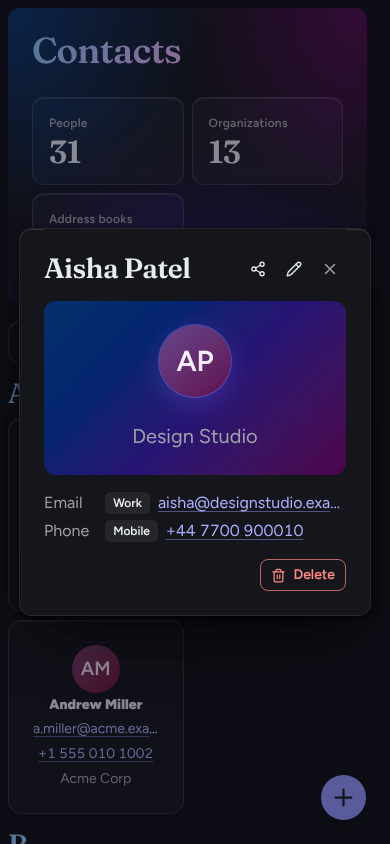 Contacts
People
31
Organizations
13
Address books
Aisha Patel
AP
Design Studio
Email Work aisha@designstudio.exa...
Phone Mobile +44 7700 900010
Delete
AM
Andrew Miller
a.miller@acme.exa...
+1 555 010 1002
Acme Corp